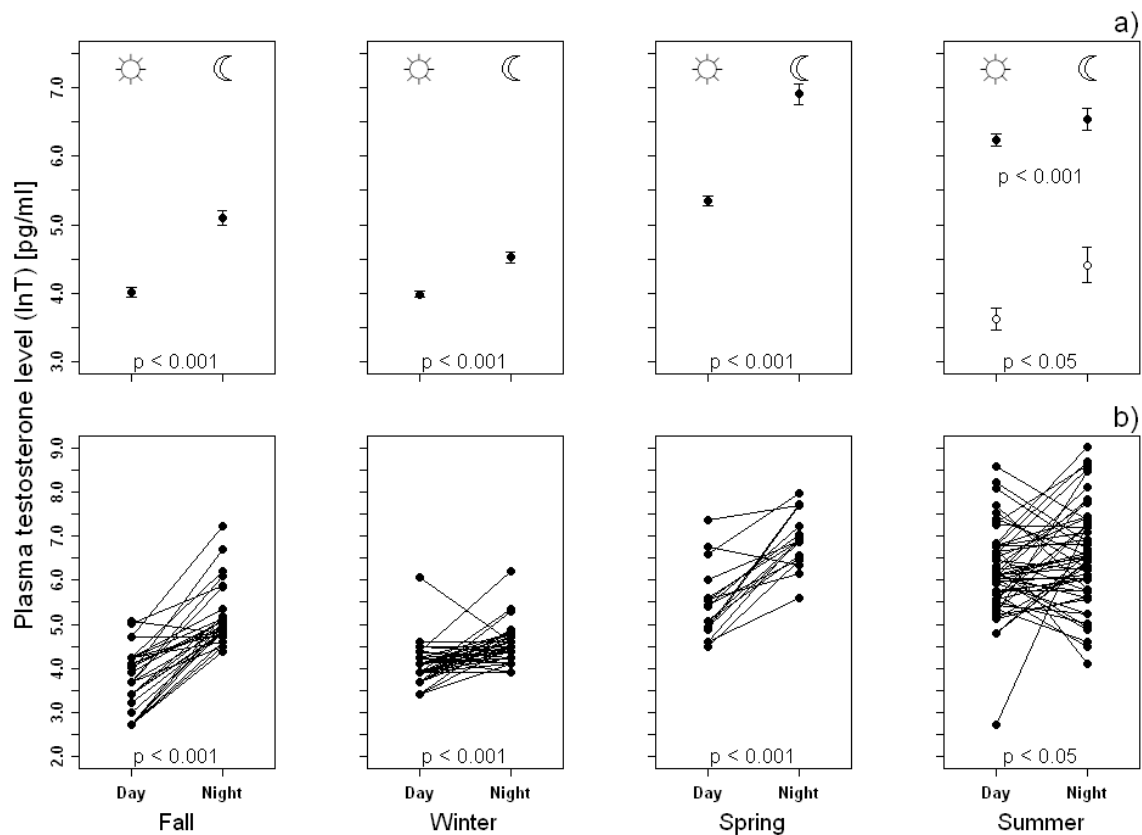 a)
Plasma testosterone level (lnT) [pg/ml]
7.0
6.0
5.0
4.0
3.0
p < 0.001
p < 0.001
p < 0.001
p < 0.001
p < 0.05
b)
9.0
8.0
7.0
6.0
5.0
4.0
3.0
2.0
p < 0.001
p < 0.001
p < 0.001
p < 0.05
Day Night Day Night Day Night Day Night
Fall Winter Spring Summer